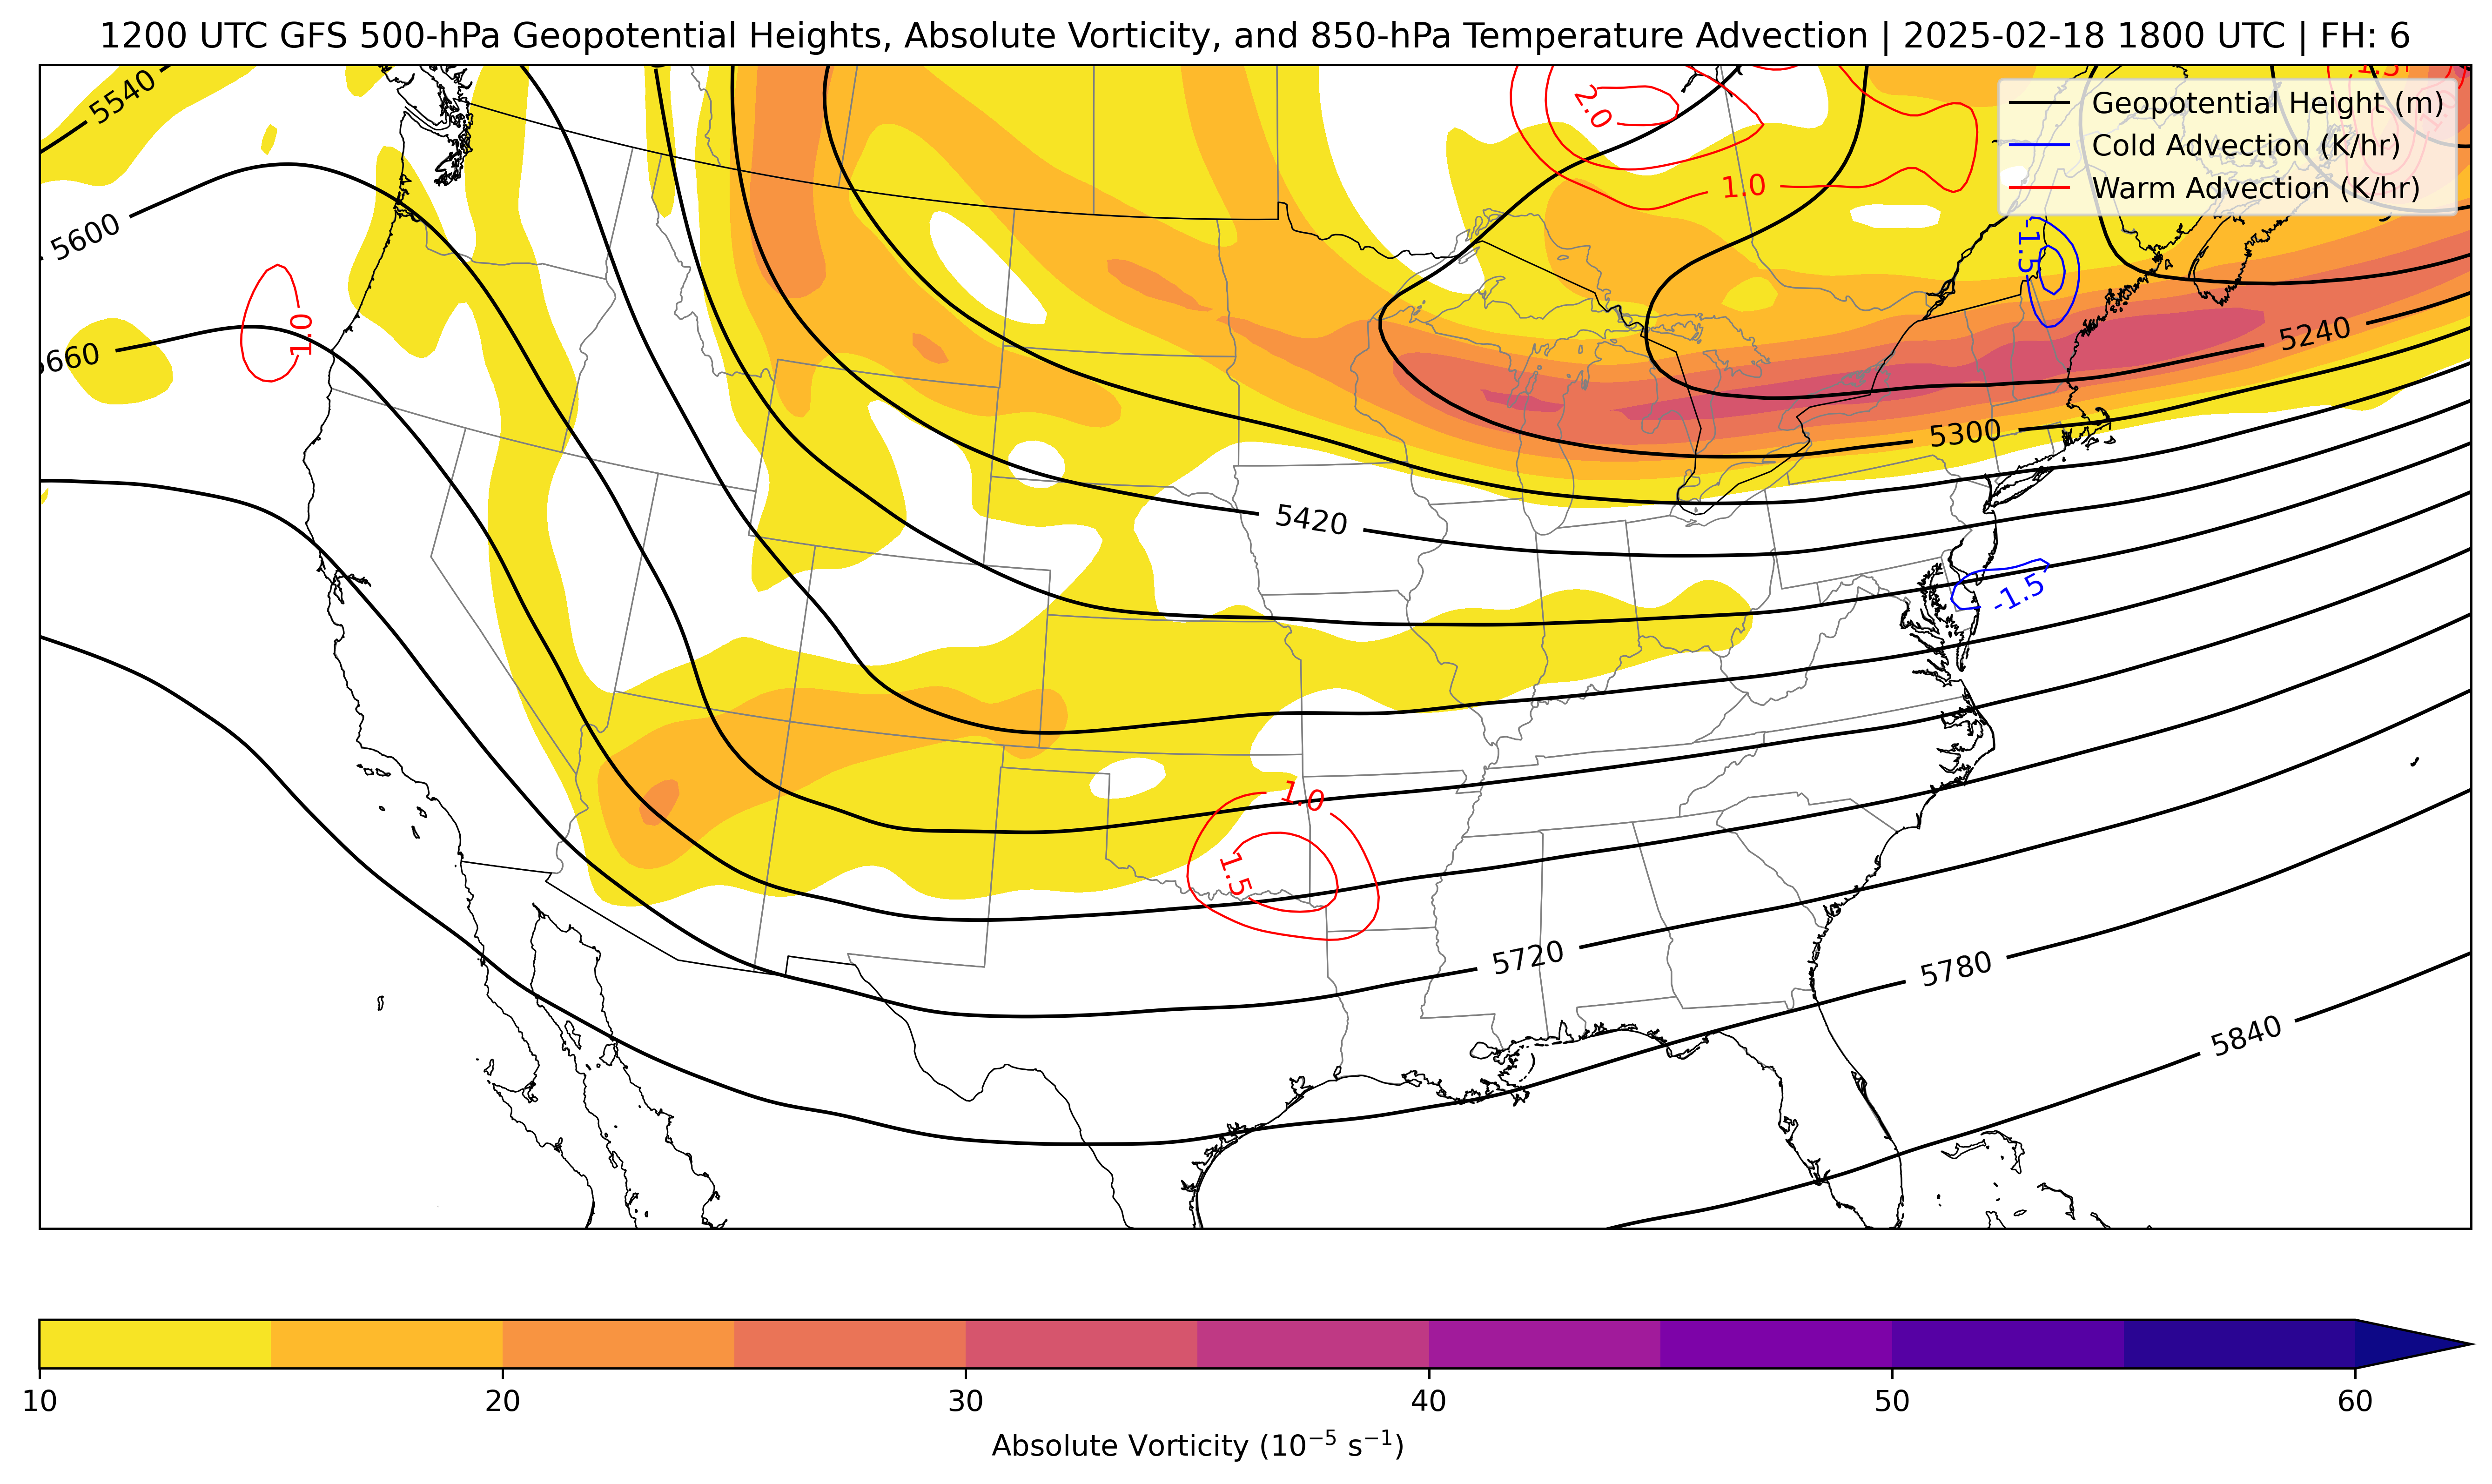 1200 UTC GFS 500-hPa Geopotential Heights, Absolute Vorticity, and 850-hPa Temperature Advection | 2025-02-18 1800 UTC | FH: 6
Geopotential Height (m)
Cold Advection (K/hr)
Warm Advection (K/hr)
5540
2.0
1.5
1.0
5600
-1.5
1.0
5240
5660
5300
5420
-1.5
1.0
1.5
5720
5780
5840
10 20 30 40 50 60
Absolute Vorticity (10⁻⁵ s⁻¹)